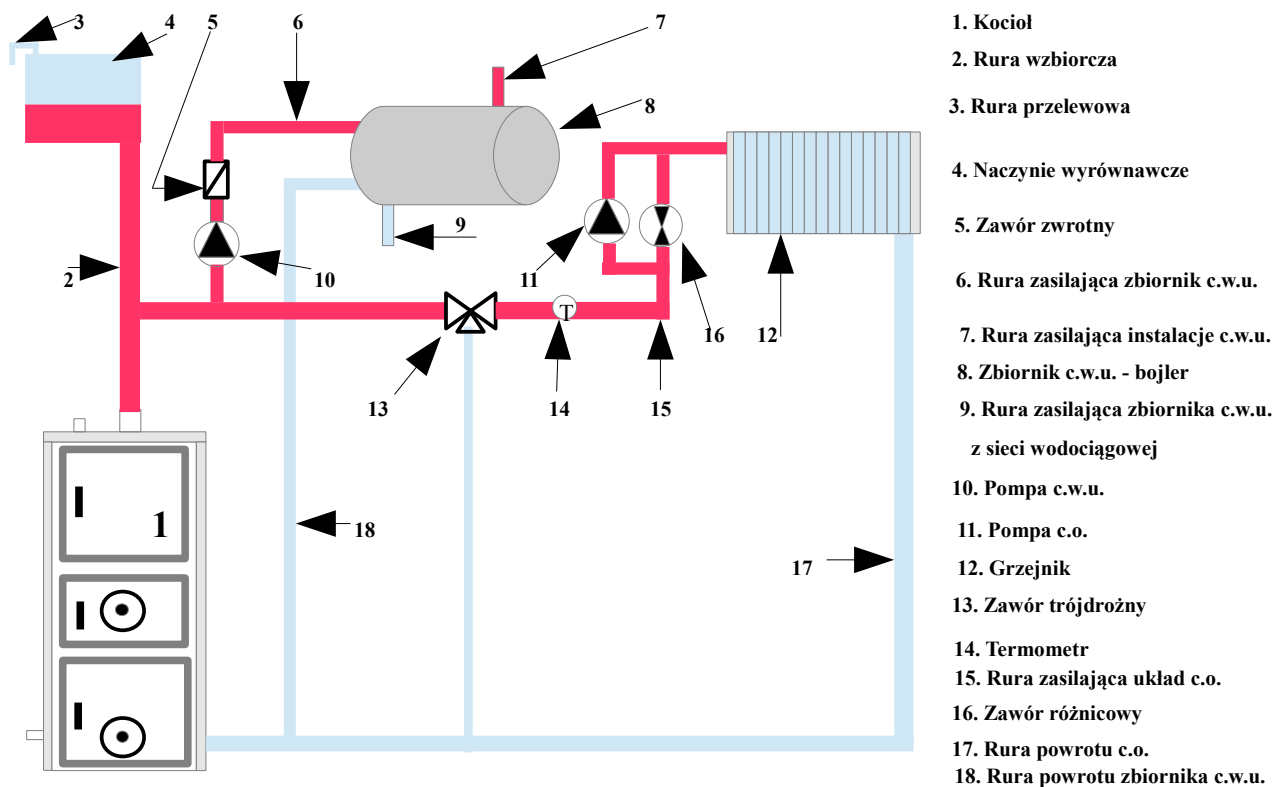 3
4
5
6
7
8
9
10
11
16
12
2
13
14
15
18
17
1
T
1. Kocioł
2. Rura wzbiorcza
3. Rura przelewowa
4. Naczynie wyrównawcze
5. Zawór zwrotny
6. Rura zasilająca zbiornik c.w.u.
7. Rura zasilająca instalacje c.w.u.
8. Zbiornik c.w.u. - bojler
9. Rura zasilająca zbiornika c.w.u.
z sieci wodociągowej
10. Pompa c.w.u.
11. Pompa c.o.
12. Grzejnik
13. Zawór trójdrożny
14. Termometr
15. Rura zasilająca układ c.o.
16. Zawór różnicowy
17. Rura powrotu c.o.
18. Rura powrotu zbiornika c.w.u.